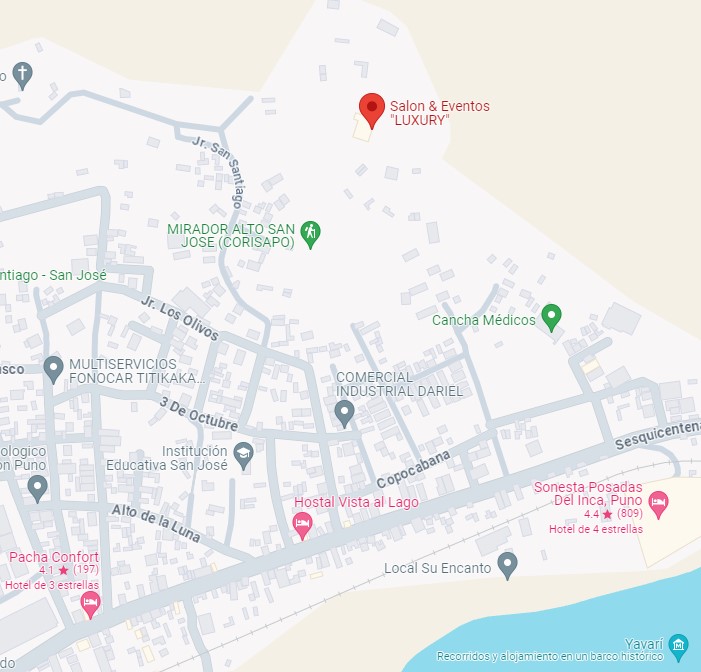 Salon & Eventos
"LUXURY"
Jr. San Santiago
MIRADOR ALTO SAN
JOSE (CORISAPO)
ntiago - San José
Jr. Los Olivos
Cancha Médicos
asco
MULTISERVICIOS
FONOCAR TITIKAKA...
COMERCIAL
INDUSTRIAL DARIEL
3 De Octubre
Sesquicentena
ologico
on Puno
Institución
Educativa San José
Copocabana
Sonesta Posadas
Del Inca, Puno
4.4 ★ (809)
Hotel de 4 estrellas
Hostal Vista al Lago
Alto de la Luna
Pacha Confort
4.1 ★ (197)
Hotel de 3 estrellas
Local Su Encanto
Yavari
Recorridos y alojamiento en un barco histórico
do